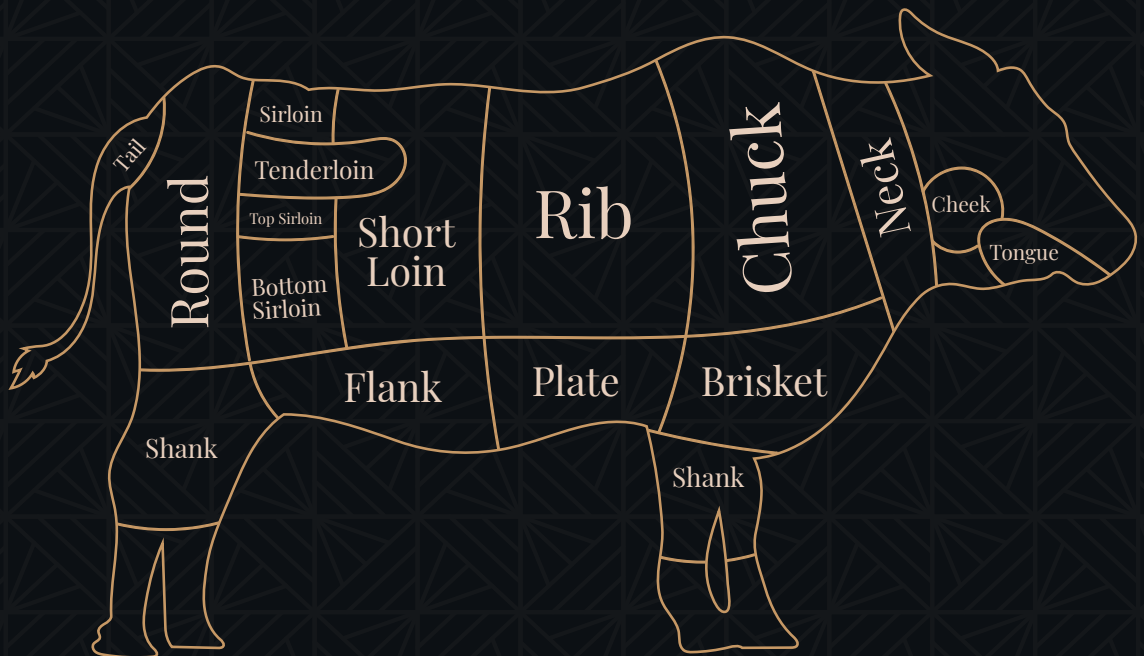 Tail
Round
Sirloin
Tenderloin
Top Sirloin
Bottom
Sirloin
Short
Loin
Rib
Chuck
Neck
Cheek
Tongue
Flank
Plate
Brisket
Shank
Shank